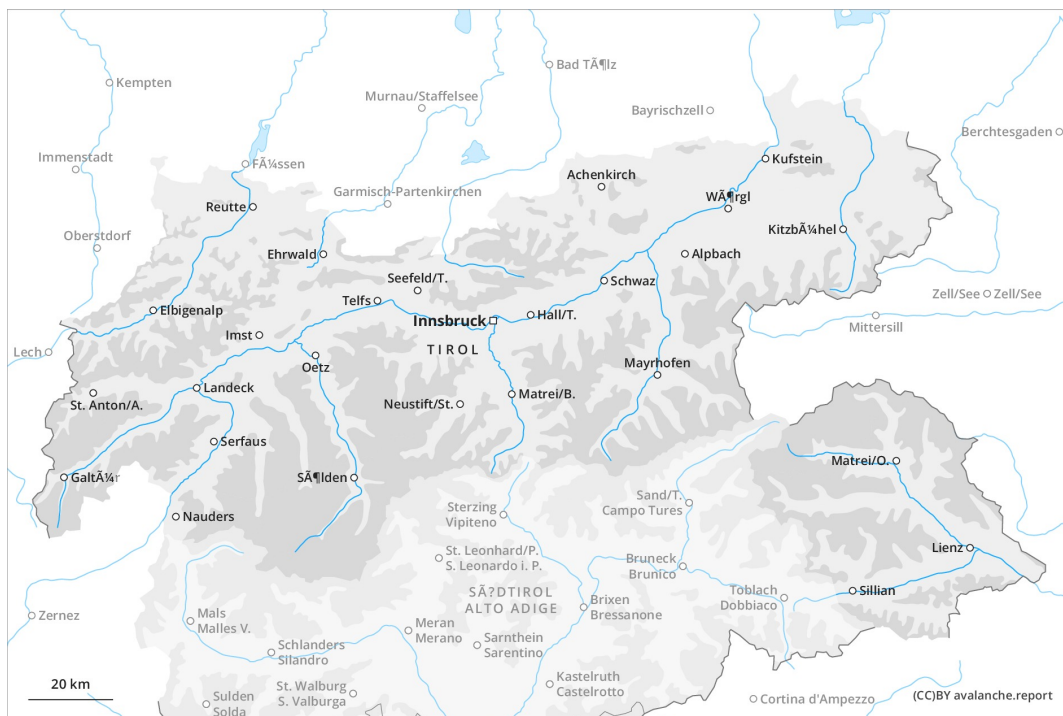 Bad TÃ¶lz
Kempten
Murnau/Staffelsee
Bayrischzell
Berchtesgaden
Immenstadt
FÃ¼ssen
Kufstein
Achenkirch
Garmisch-Partenkirchen
WÃ¶rgl
Reutte
KitzbÃ¼hel
Oberstdorf
Ehrwald
Alpbach
Seefeld/T.
Schwaz
Zell/See
Zell/See
Telfs
Elbigenalp
Hall/T.
Innsbruck
Mittersill
Imst
TIROL
Lech
Oetz
Mayrhofen
Landeck
St. Anton/A.
Neustift/St.
Matrei/B.
Serfaus
Matrei/O.
GaltÃ¼r
SÃ¶lden
Sand/T.
Campo Tures
Sterzing
Vipiteno
Nauders
Lienz
St. Leonhard/P.
S. Leonardo i. P.
Bruneck
Brunico
Sillian
SÃ?DTIROL
ALTO ADIGE
Toblach
Dobbiaco
Brixen
Bressanone
Zernez
Mals
Malles V.
Meran
Merano
Sarnthein
Sarentino
Schlanders
Silandro
Kastelruth
Castelrotto
20 km
St. Walburg
S. Valburga
Sulden
Solda
Cortina d'Ampezzo
(CC)BY avalanche.report